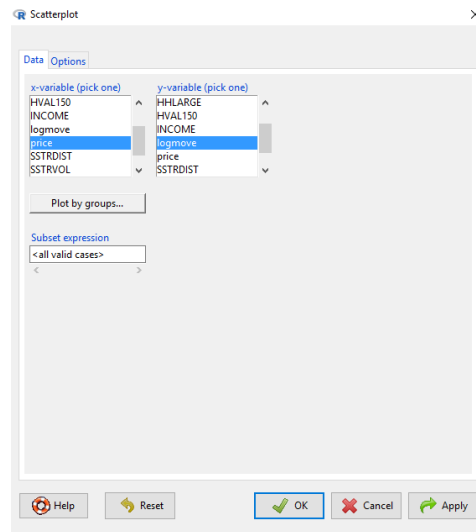 Scatterplot
Data Options
x-variable (pick one) y-variable (pick one)
HVAL150 HHLARGE
INCOME HVAL150
logmove INCOME
price logmove
SSTRDIST price
SSTRVOL SSTRDIST
Plot by groups...
Subset expression
<all valid cases>
Help Reset OK Cancel Apply